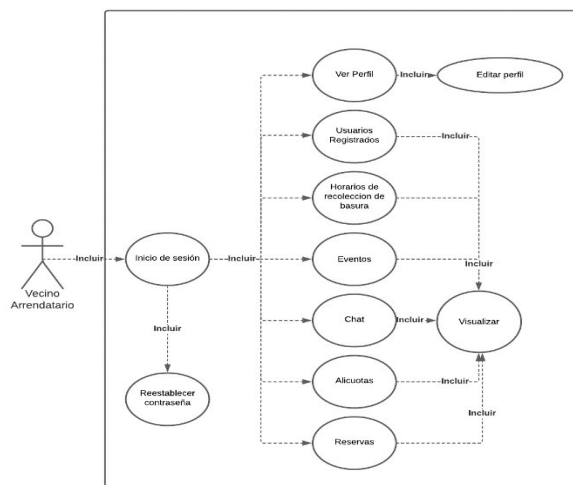 Ver Perfil
Incluir
Editar perfil
Usuarios
Registrados
Incluir
Horarios de
recoleccion de
basura
Vecino
Arrendatario
Incluir
Inicio de sesión
Incluir
Eventos
Incluir
Incluir
Chat
Incluir
Visualizar
Reestablecer
contraseña
Alicuotas
Incluir
Reservas
Incluir